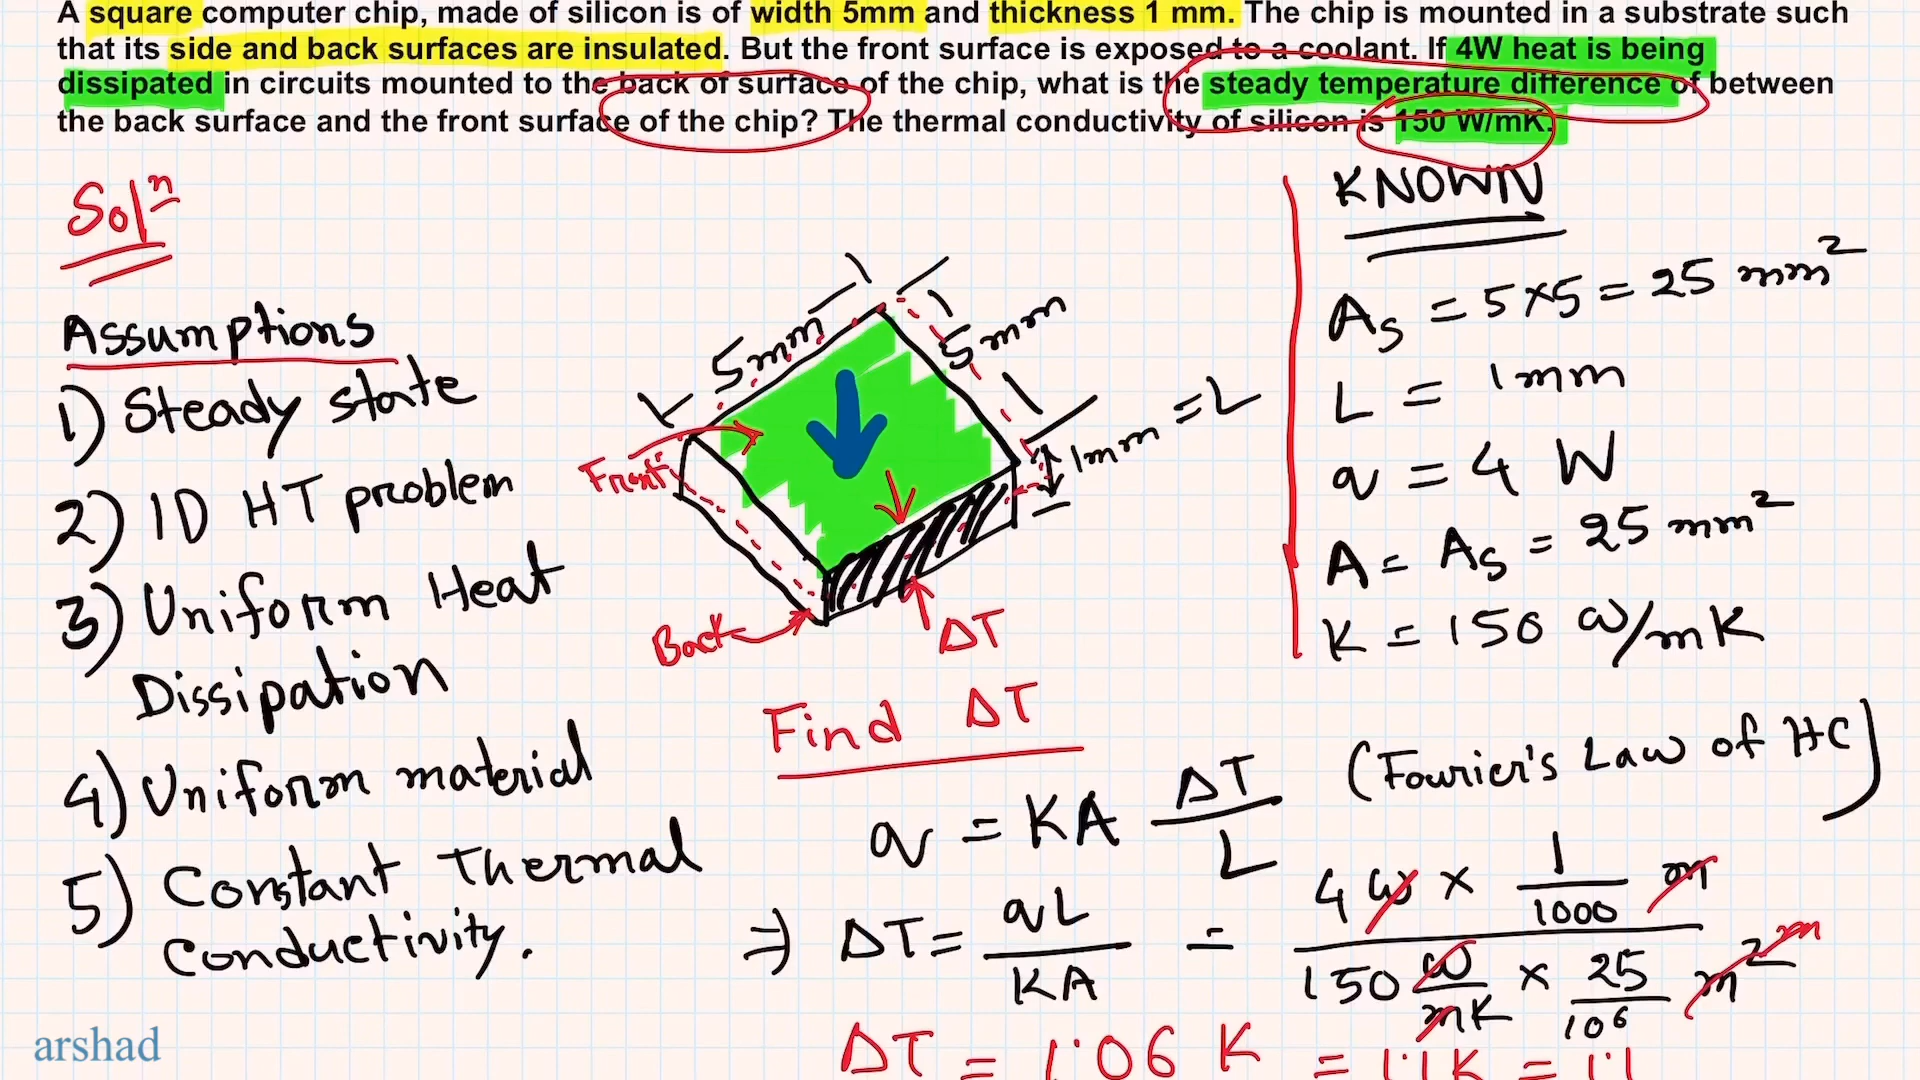 A square computer chip, made of silicon is of width 5mm and thickness 1 mm. The chip is mounted in a substrate such
that its side and back surfaces are insulated. But the front surface is exposed to a coolant. If 4W heat is being
dissipated in circuits mounted to the back of surface of the chip, what is the steady temperature difference of between
the back surface and the front surface of the chip? The thermal conductivity of silicon is 150 W/mK.
Solⁿ
Assumptions
1) Steady state
2) 1D HT problem
3) Uniform Heat
Dissipation
4) Uniform material
5) Constant Thermal
Conductivity.
5mm
5mm
1mm = L
Front
Back
ΔT
Find ΔT
KNOWN
As = 5×5 = 25 mm²
L = 1mm
q = 4 W
A = As = 25 mm²
K = 150 W/mK
q = KA ΔT/L (Fourier's Law of HC)
⇒ ΔT = qL/KA = 4 W × 1/1000 m / 150 W/mK × 25/10⁶ m² m
ΔT = 1.06 K = 1.1K = 1.1
arshad